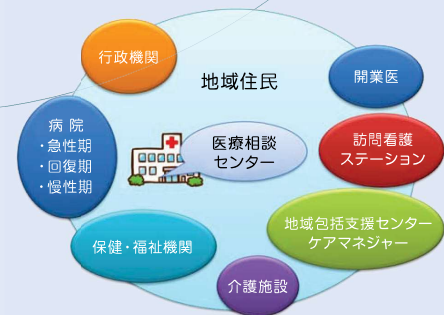 行政機関
地域住民
開業医
病院
・急性期
・回復期
・慢性期
医療相談
センター
訪問看護
ステーション
地域包括支援センター
ケアマネジャー
保健・福祉機関
介護施設